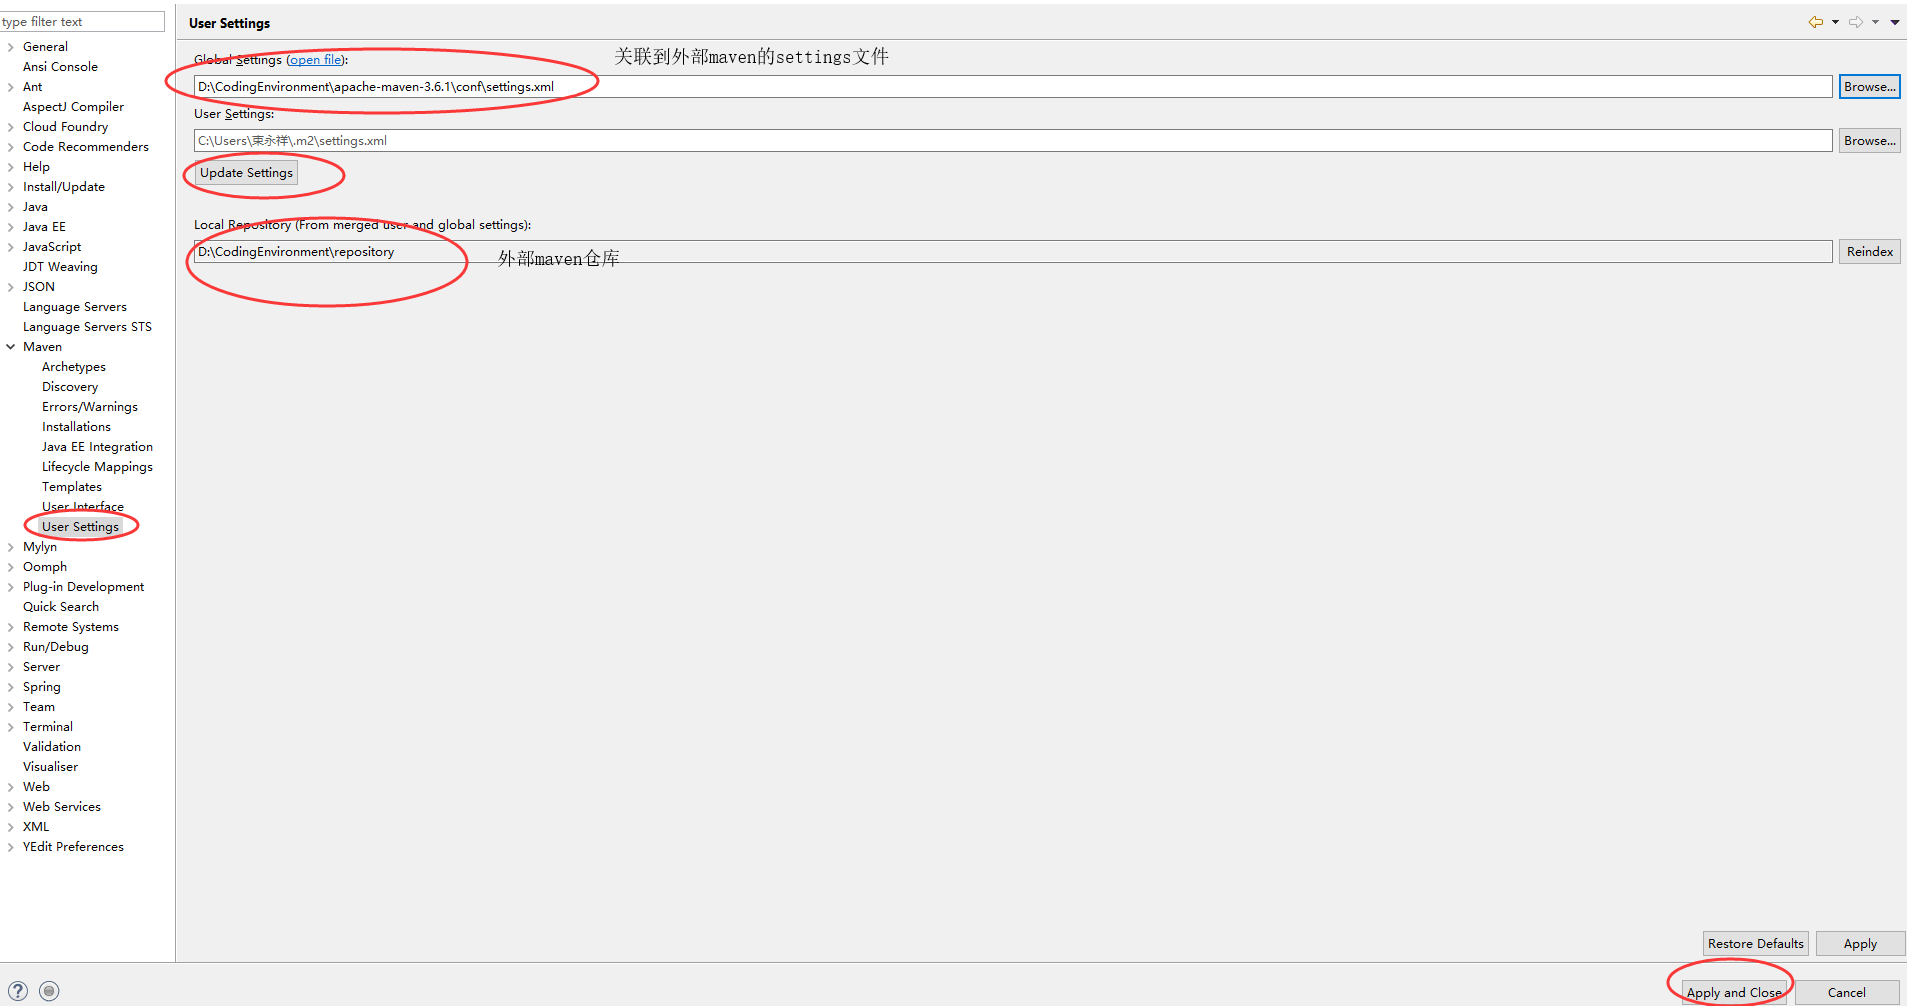 type filter text
General
Ansi Console
Ant
AspectJ Compiler
Cloud Foundry
Code Recommenders
Help
Install/Update
Java
Java EE
JavaScript
JDT Weaving
JSON
Language Servers
Language Servers STS
Maven
Archetypes
Discovery
Errors/Warnings
Installations
Java EE Integration
Lifecycle Mappings
Templates
User Interface
User Settings
Mylyn
Oomph
Plug-in Development
Quick Search
Remote Systems
Run/Debug
Server
Spring
Team
Terminal
Validation
Visualiser
Web
Web Services
XML
YEdit Preferences
User Settings
Global Settings (open file):
关联到外部maven的settings文件
D:\CodingEnvironment\apache-maven-3.6.1\conf\settings.xml
Browse...
User Settings:
C:\Users\束永祥\.m2\settings.xml
Browse...
Update Settings
Local Repository (From merged user and global settings):
D:\CodingEnvironment\repository
外部maven仓库
Reindex
Restore Defaults
Apply
?
Apply and Close
Cancel